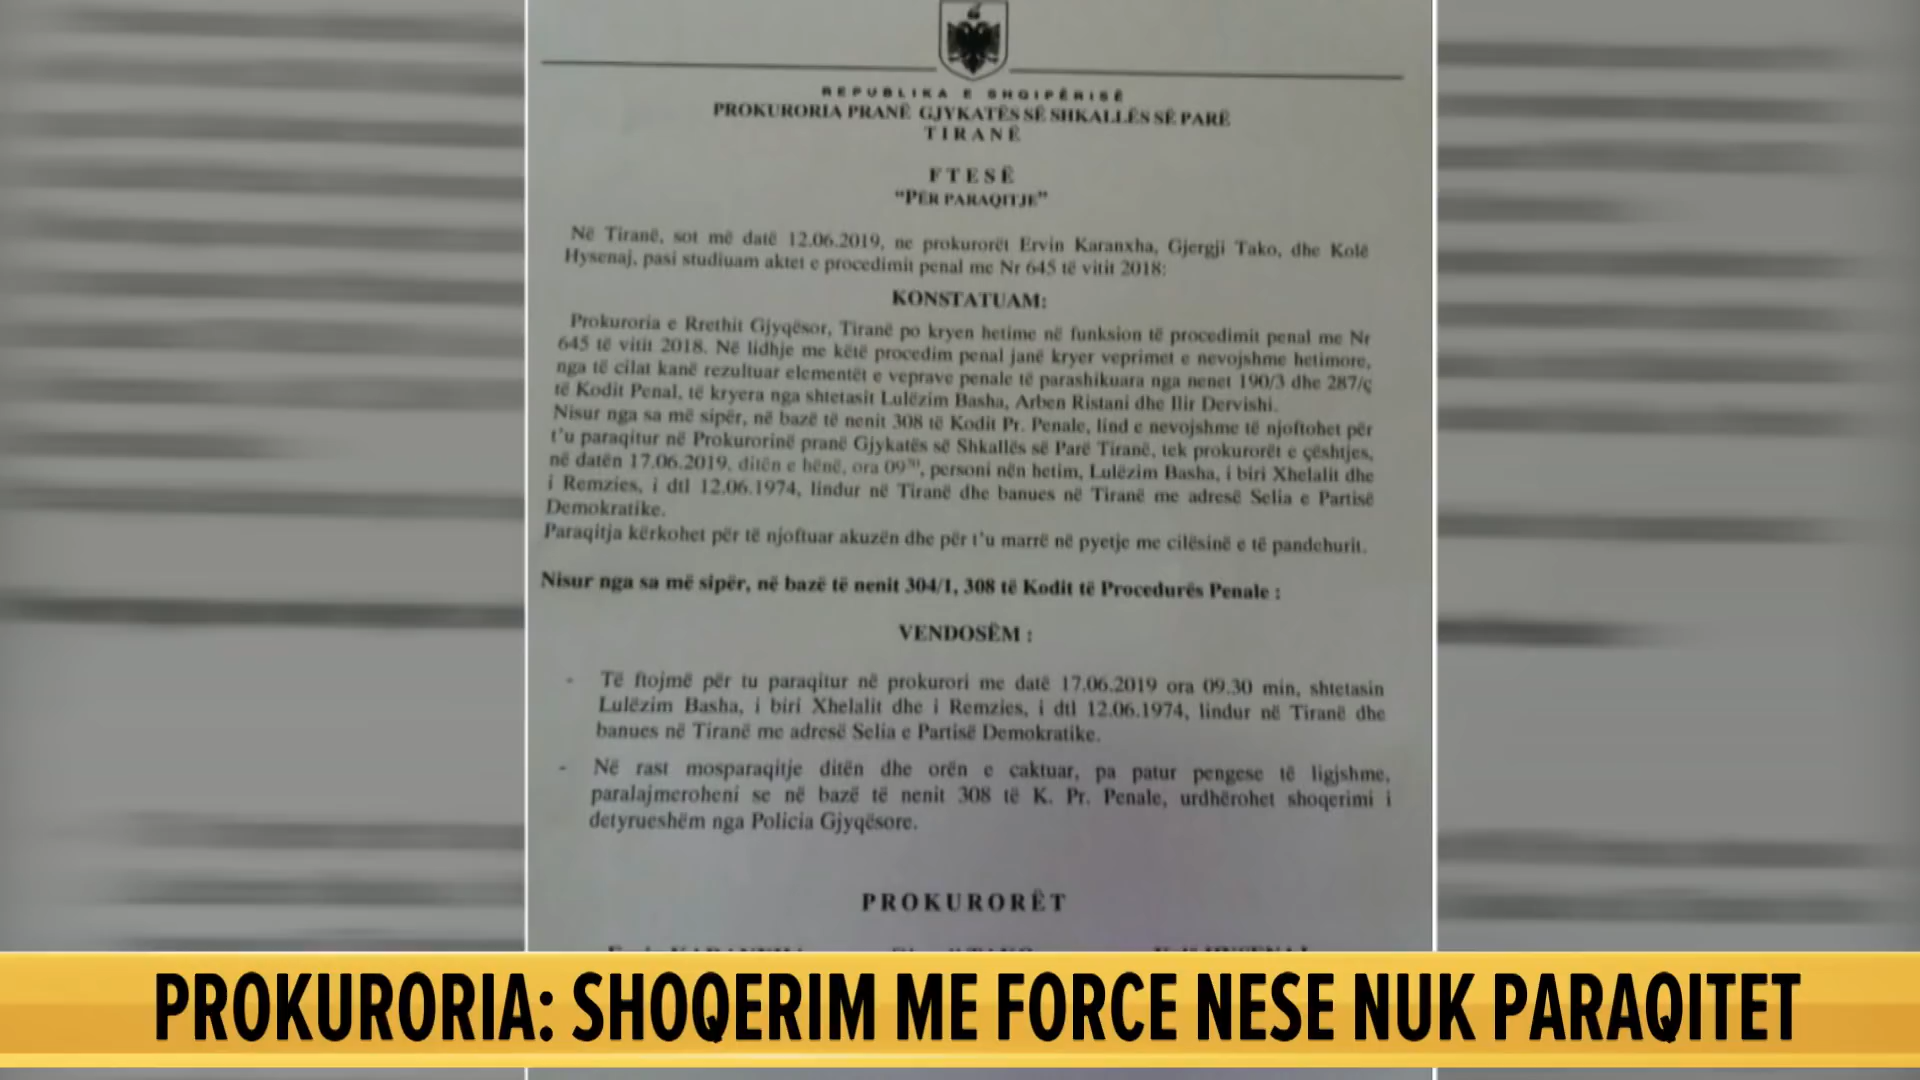 REPUBLIKA E SHQIPËRISË
PROKURORIA PRANË GJYKATËS SË SHKALLËS SË PARË
TIRANË
FTESË
“PËR PARAQITJE”
Në Tiranë, sot më datë 12.06.2019, ne prokurorët Ervin Karanxha, Gjergji Tako, dhe Kolë
Hysenaj, pasi studiuam aktet e procedimit penal me Nr 645 të vitit 2018:
KONSTATUAM:
Prokuroria e Rrethit Gjyqësor, Tiranë po kryen hetime në funksion të procedimit penal me Nr
645 të vitit 2018. Në lidhje me këtë procedim penal janë kryer veprimet e nevojshme hetimore,
nga të cilat kanë rezultuar elementët e veprave penale të parashikuara nga nenet 190/3 dhe 287/ç
të Kodit Penal, të kryera nga shtetasit Lulëzim Basha, Arben Ristani dhe Ilir Dervishi.
Nisur nga sa më sipër, në bazë të nenit 308 të Kodit Pr. Penale, lind e nevojshme të njoftohet për
t’u paraqitur në Prokurorinë pranë Gjykatës së Shkallës së Parë Tiranë, tek prokurorët e çështjes,
në datën 17.06.2019, ditën e hënë, ora 09³⁰, personi nën hetim, Lulëzim Basha, i biri Xhelalit dhe
i Remzies, i dtl 12.06.1974, lindur në Tiranë dhe banues në Tiranë me adresë Selia e Partisë
Demokratike.
Paraqitja kërkohet për të njoftuar akuzën dhe për t’u marrë në pyetje me cilësinë e të pandehurit.
Nisur nga sa më sipër, në bazë të nenit 304/1, 308 të Kodit të Procedurës Penale :
VENDOSËM :
- Të ftojmë për tu paraqitur në prokurori me datë 17.06.2019 ora 09.30 min, shtetasin
Lulëzim Basha, i biri Xhelalit dhe i Remzies, i dtl 12.06.1974, lindur në Tiranë dhe
banues në Tiranë me adresë Selia e Partisë Demokratike.
- Në rast mosparaqitje ditën dhe orën e caktuar, pa patur pengese të ligjshme,
paralajmeroheni se në bazë të nenit 308 të K. Pr. Penale, urdhërohet shoqerimi i
detyrueshëm nga Policia Gjyqësore.
PROKURORËT
PROKURORIA: SHOQERIM ME FORCE NESE NUK PARAQITET